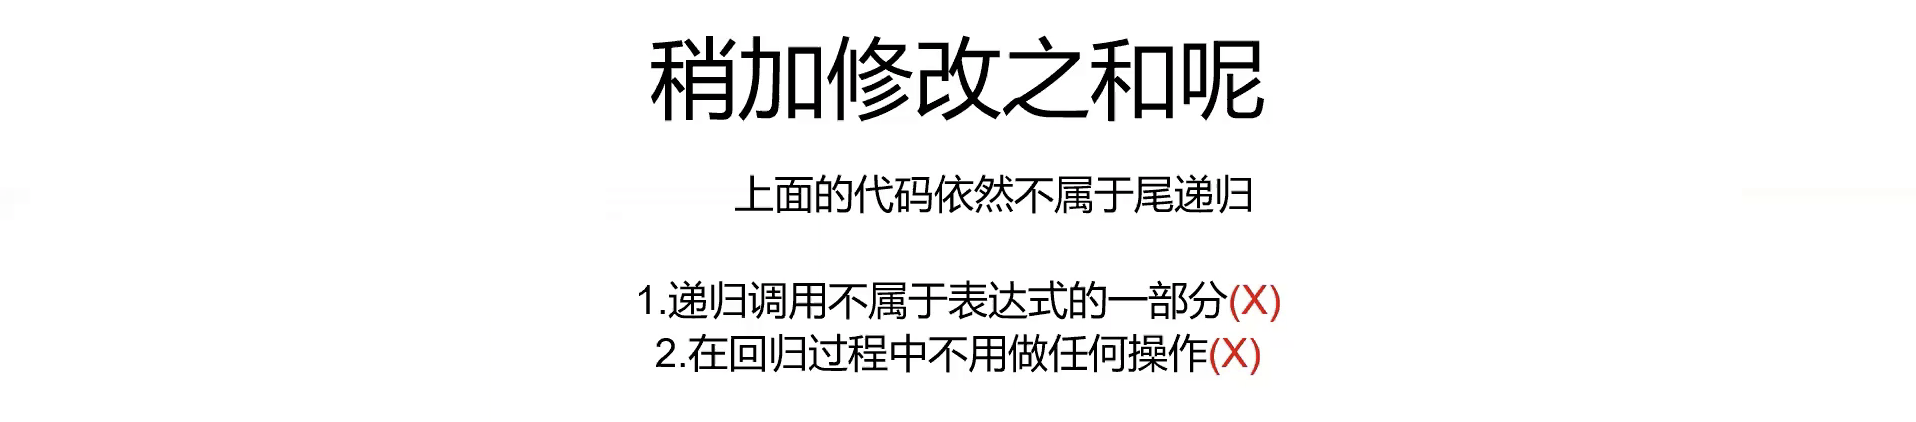 稍加修改之和呢
上面的代码依然不属于尾递归
1.递归调用不属于表达式的一部分(X)
2.在回归过程中不用做任何操作(X)